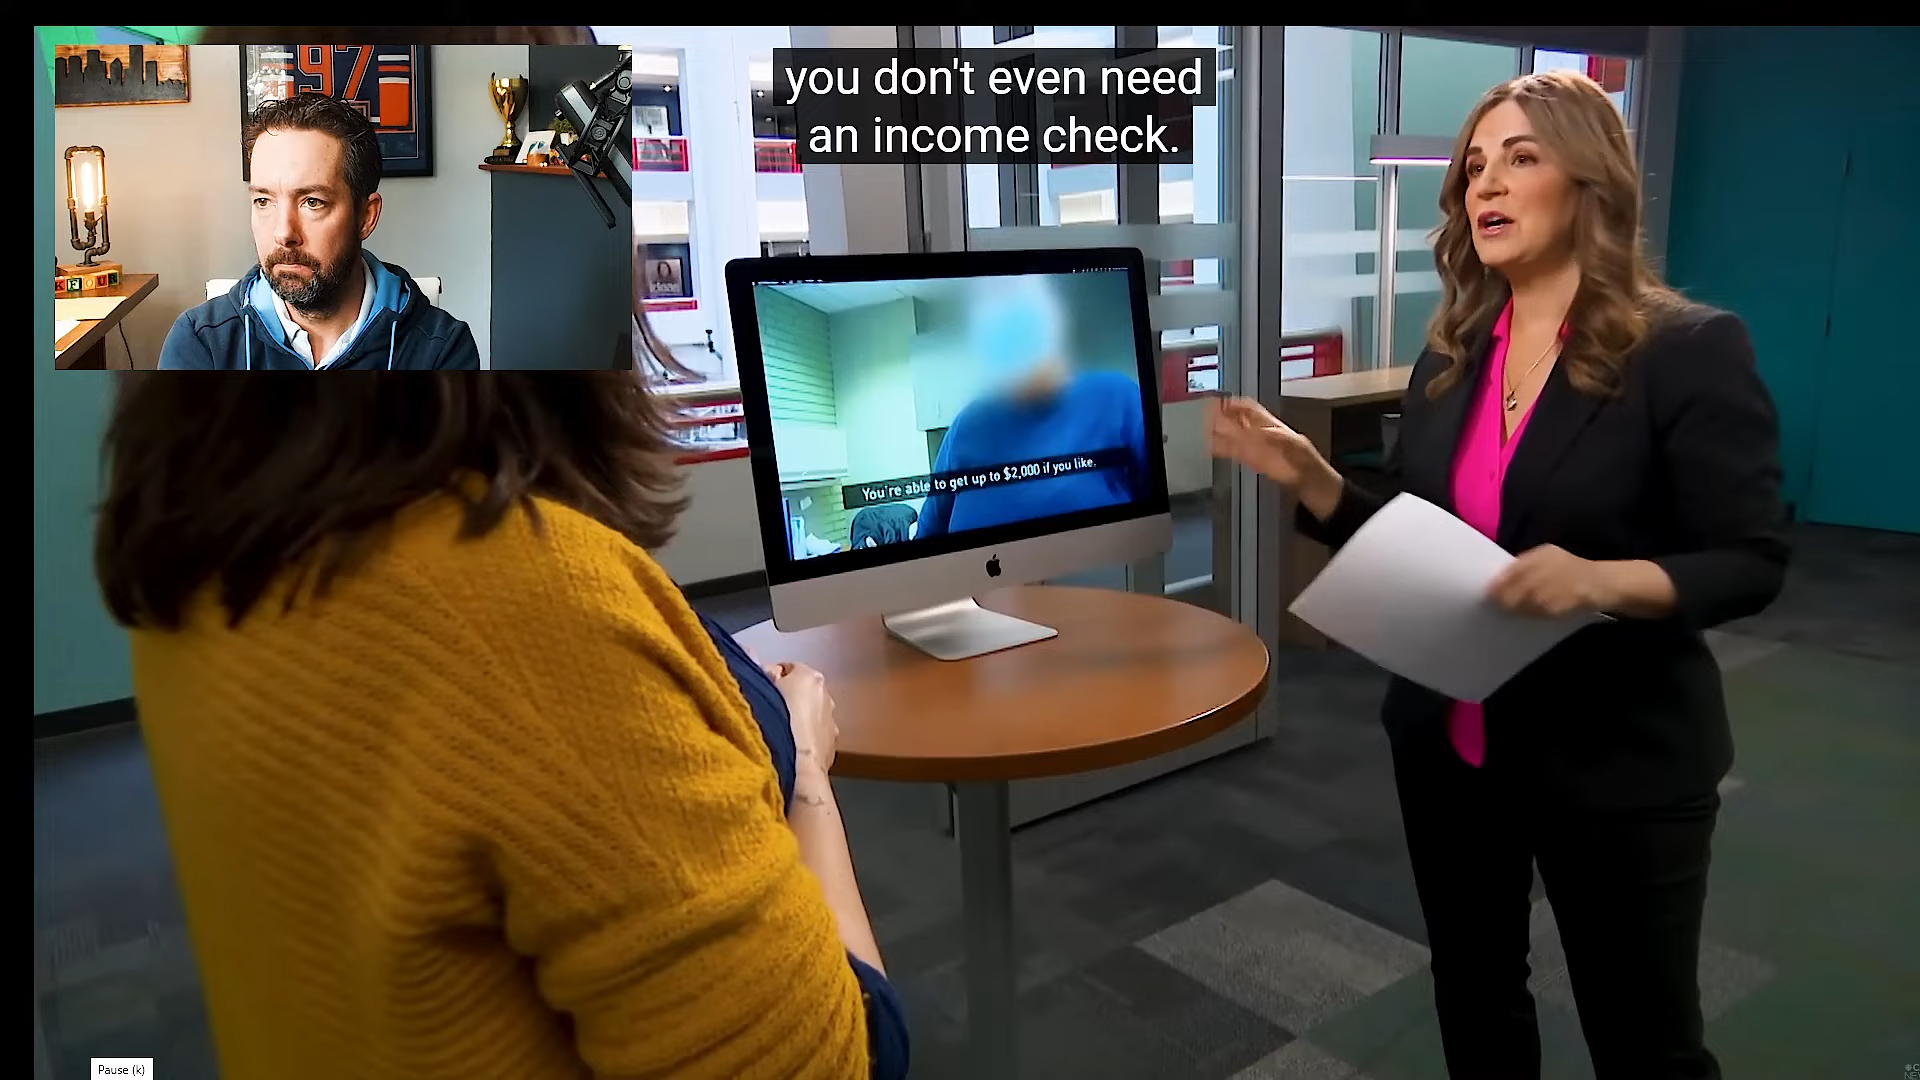 97
you don't even need
an income check.
You're able to get up to $2,000 if you like.
Pause (k)